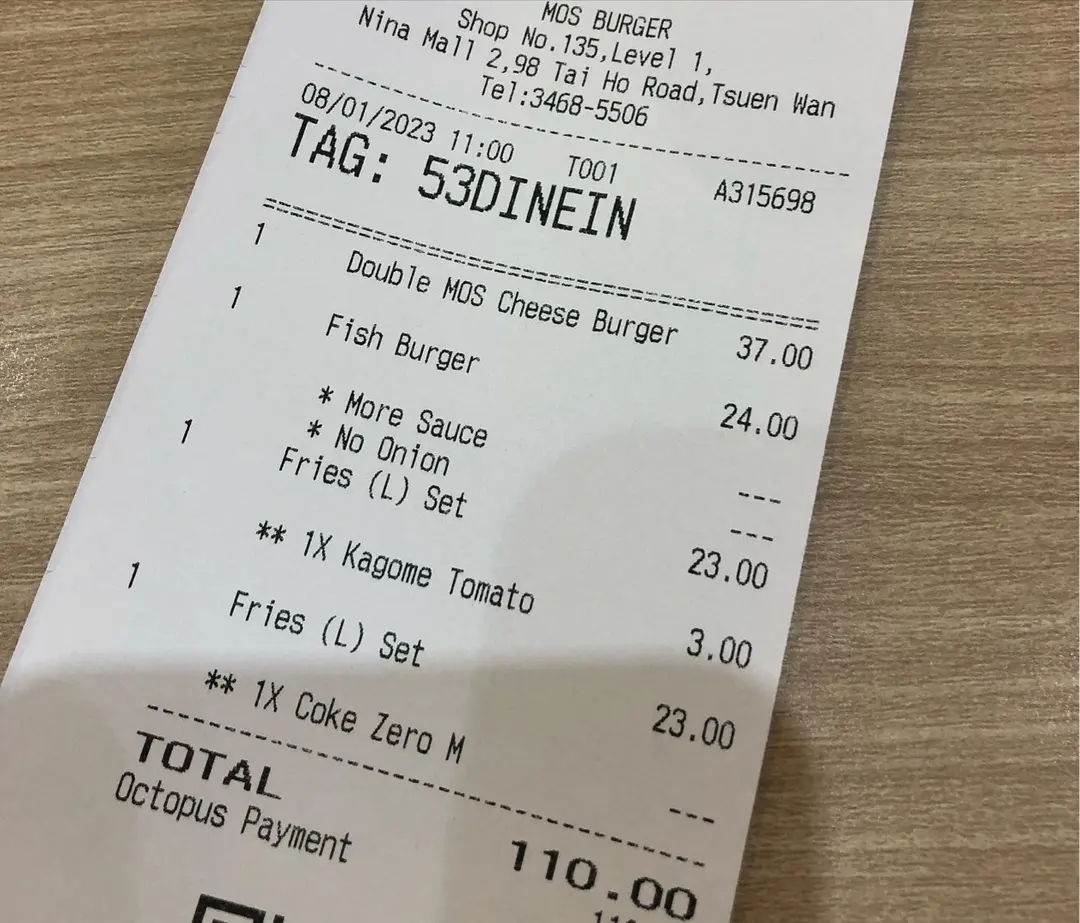 MOS BURGER
Shop No.135,Level 1,
Nina Mall 2,98 Tai Ho Road,Tsuen Wan
Tel:3468-5506
08/01/2023 11:00 T001 A315698
TAG: 53DINEIN
1 Double MOS Cheese Burger 37.00
1 Fish Burger 24.00
* More Sauce ---
* No Onion ---
1 Fries (L) Set 23.00
** 1X Kagome Tomato 3.00
1 Fries (L) Set 23.00
** 1X Coke Zero M ---
TOTAL 110.00
Octopus Payment